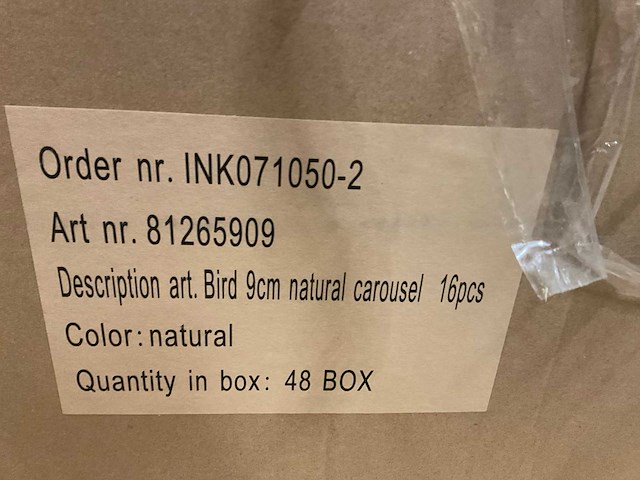 Order nr. INK071050-2
Art nr. 81265909
Description art. Bird 9cm natural carousel 16pcs
Color: natural
Quantity in box: 48 BOX